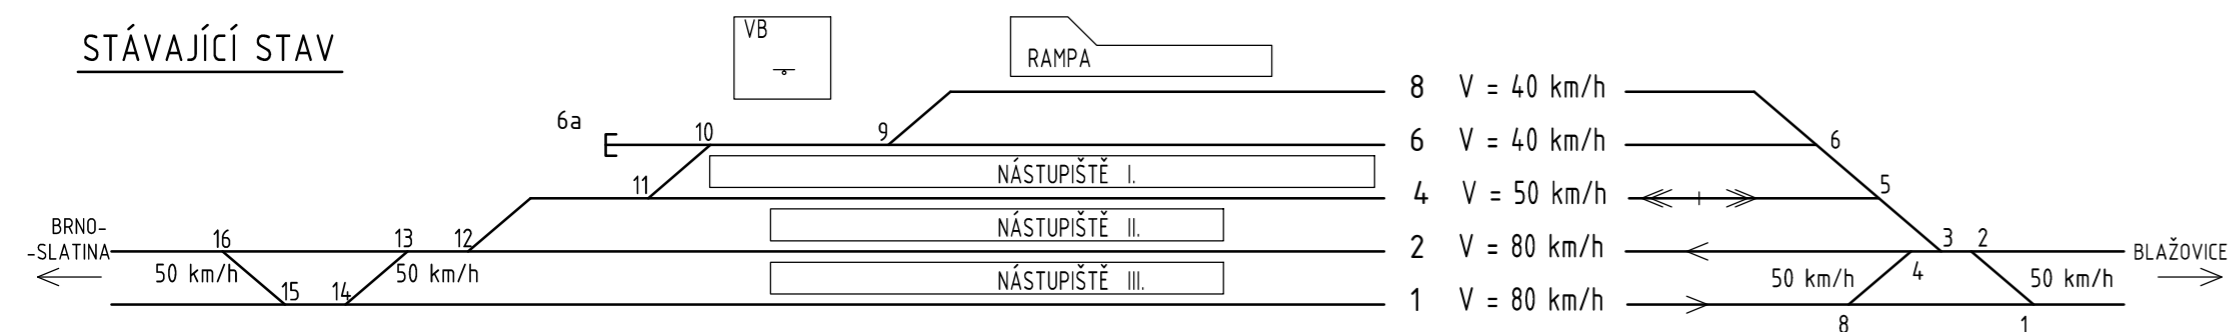 STÁVAJÍCÍ STAV
VB
RAMPA
8 V = 40 km/h
6a
10
9
6 V = 40 km/h
6
NÁSTUPIŠTĚ I.
11
4 V = 50 km/h
5
BRNO-
-SLATINA
16
13
12
NÁSTUPIŠTĚ II.
2 V = 80 km/h
3
2
BLAŽOVICE
50 km/h
50 km/h
4
50 km/h
50 km/h
15
14
NÁSTUPIŠTĚ III.
1 V = 80 km/h
8
1